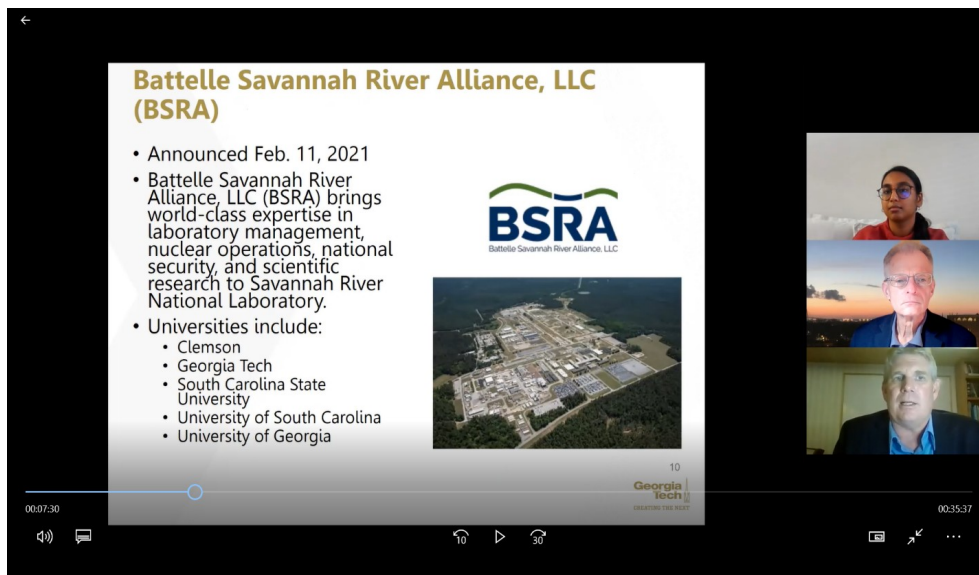 Battelle Savannah River Alliance, LLC
(BSRA)
• Announced Feb. 11, 2021
• Battelle Savannah River
Alliance, LLC (BSRA) brings
world-class expertise in
laboratory management,
nuclear operations, national
security, and scientific
research to Savannah River
National Laboratory.
• Universities include:
• Clemson
• Georgia Tech
• South Carolina State
University
• University of South Carolina
• University of Georgia
BSRA
Battelle Savannah River Alliance, LLC
10
Georgia
Tech
CREATING THE NEXT
00:07:30
00:35:37
10
30